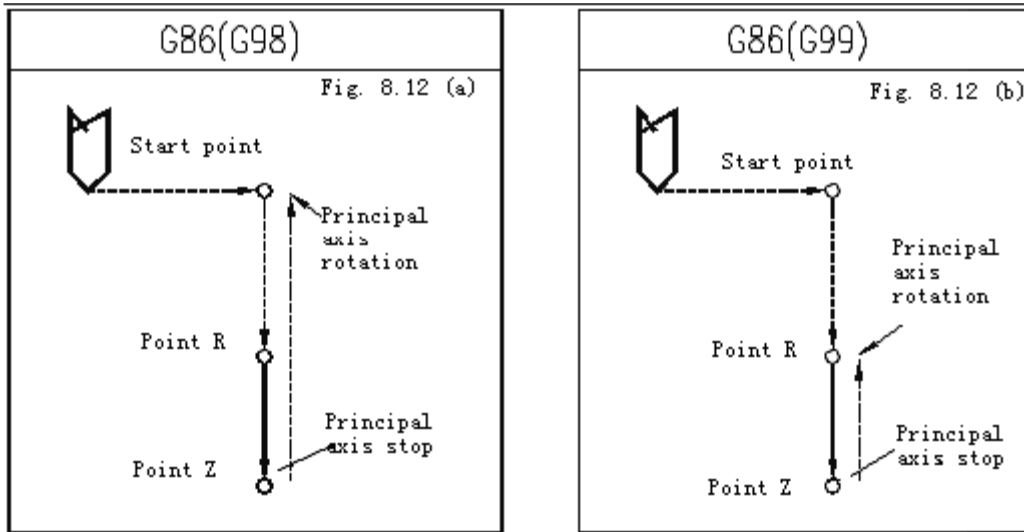 G86(G98)
Fig. 8.12 (a)
Start point
Principal
axis
rotation
Point R
Principal
axis stop
Point Z
G86(G99)
Fig. 8.12 (b)
Start point
Principal
axis
rotation
Point R
Principal
axis stop
Point Z